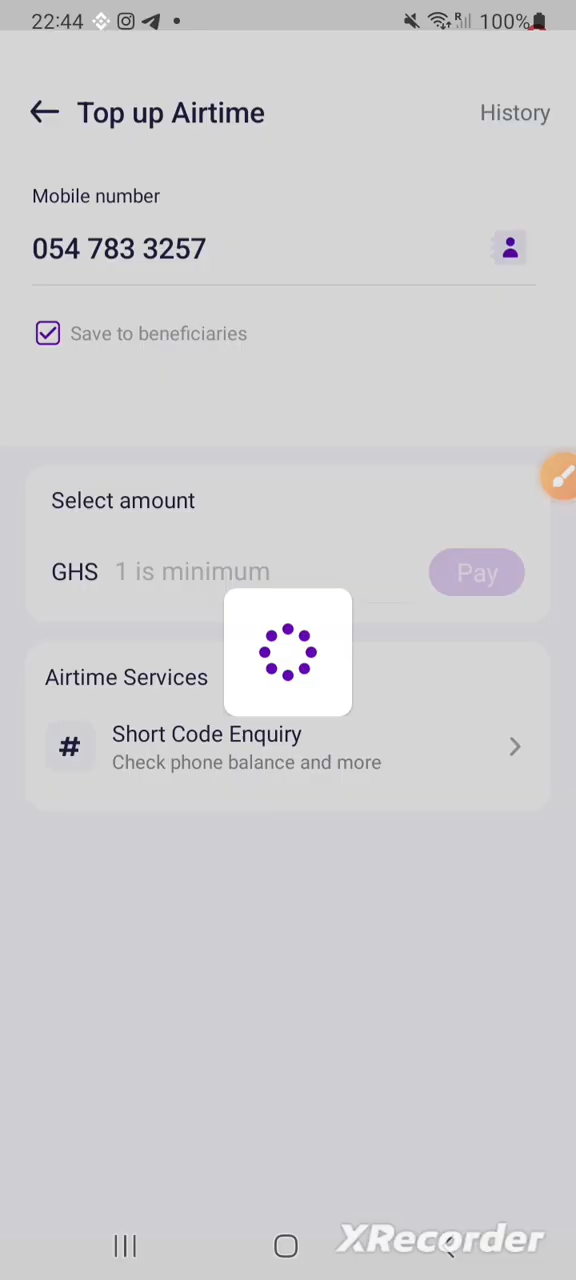 22:44
R
100%
Top up Airtime
History
Mobile number
054 783 3257
Save to beneficiaries
Select amount
GHS 1 is minimum
Pay
Airtime Services
# Short Code Enquiry
Check phone balance and more
XRecorder